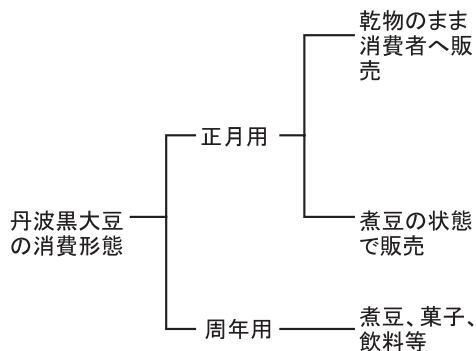 乾物のまま
消費者へ販
売
正月用
丹波黒大豆
の消費形態
煮豆の状態
で販売
周年用
煮豆、菓子、
飲料等